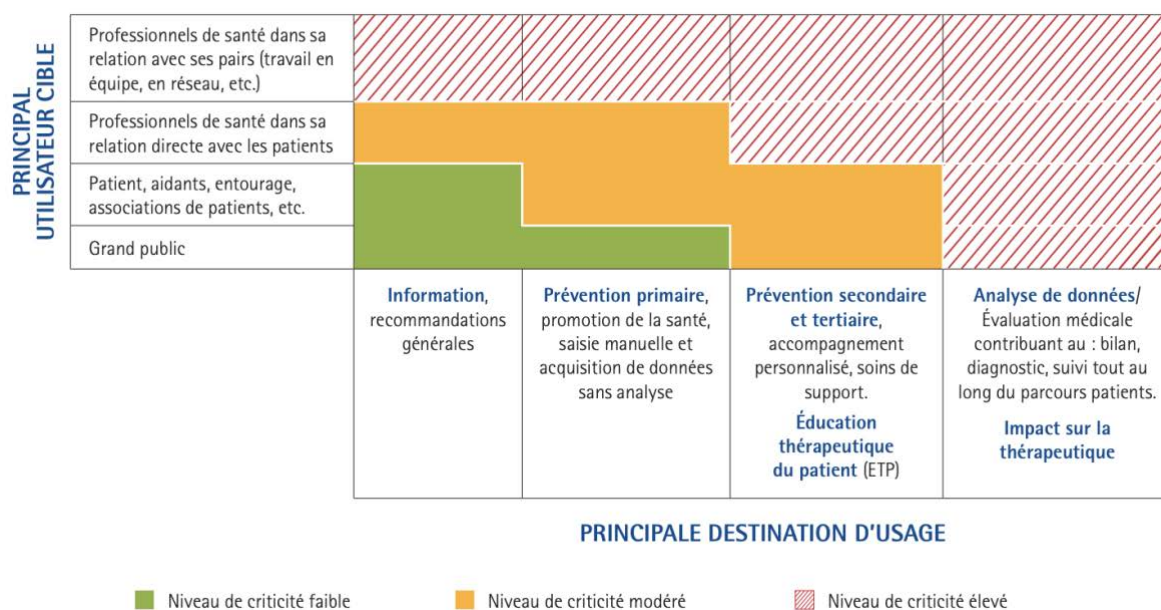 PRINCIPAL
UTILISATEUR CIBLE
Professionnels de santé dans sa
relation avec ses pairs (travail en
équipe, en réseau, etc.)
Professionnels de santé dans sa
relation directe avec les patients
Patient, aidants, entourage,
associations de patients, etc.
Grand public
Information,
recommandations
générales
Prévention primaire,
promotion de la santé,
saisie manuelle et
acquisition de données
sans analyse
Prévention secondaire
et tertiaire,
accompagnement
personnalisé, soins de
support.
Éducation
thérapeutique
du patient (ETP)
Analyse de données/
Évaluation médicale
contribuant au : bilan,
diagnostic, suivi tout au
long du parcours patients.
Impact sur la
thérapeutique
PRINCIPALE DESTINATION D'USAGE
Niveau de criticité faible
Niveau de criticité modéré
Niveau de criticité élevé